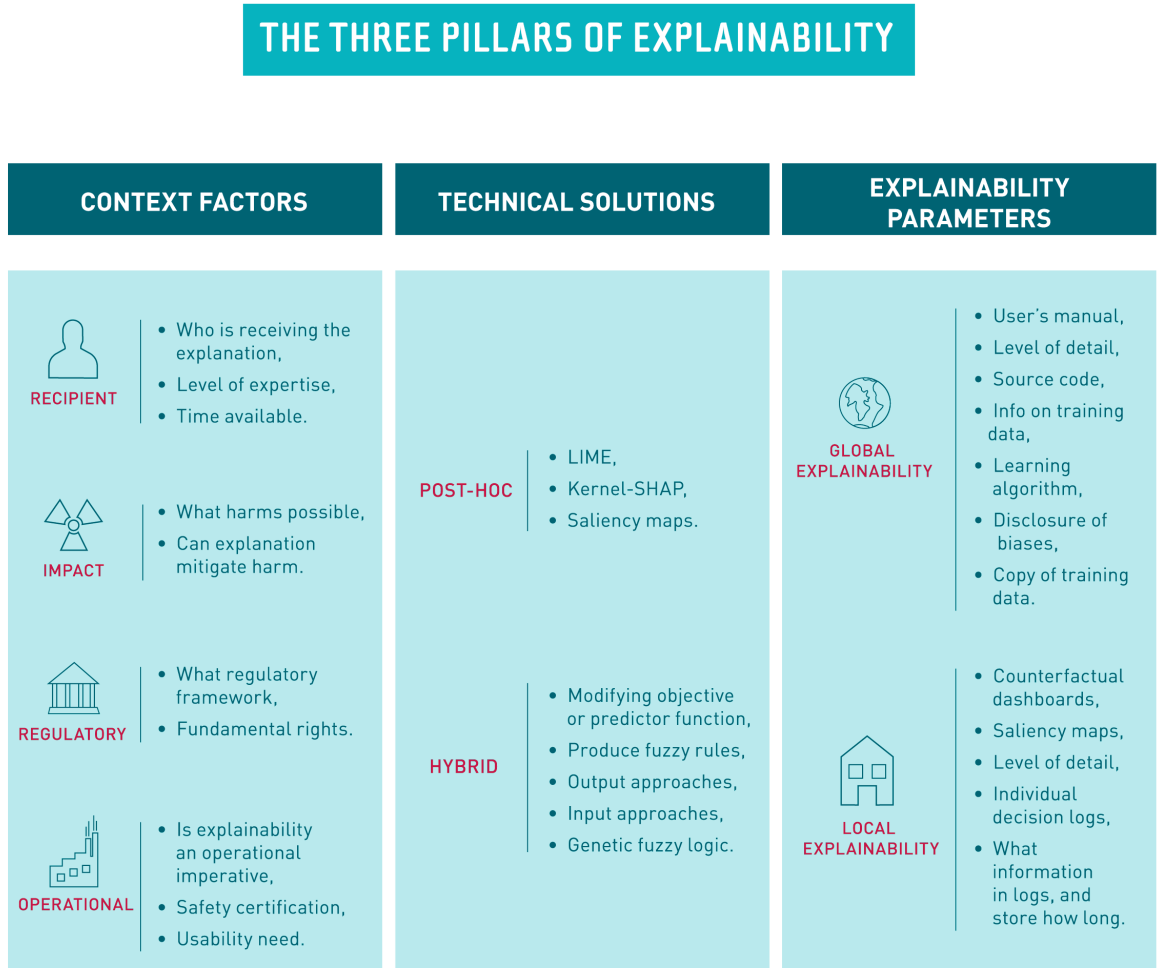 THE THREE PILLARS OF EXPLAINABILITY
CONTEXT FACTORS
RECIPIENT
• Who is receiving the
explanation,
• Level of expertise,
• Time available.
IMPACT
• What harms possible,
• Can explanation
mitigate harm.
REGULATORY
• What regulatory
framework,
• Fundamental rights.
OPERATIONAL
• Is explainability
an operational
imperative,
• Safety certification,
• Usability need.
TECHNICAL SOLUTIONS
POST-HOC
• LIME,
• Kernel-SHAP,
• Saliency maps.
HYBRID
• Modifying objective
or predictor function,
• Produce fuzzy rules,
• Output approaches,
• Input approaches,
• Genetic fuzzy logic.
EXPLAINABILITY
PARAMETERS
GLOBAL
EXPLAINABILITY
• User’s manual,
• Level of detail,
• Source code,
• Info on training
data,
• Learning
algorithm,
• Disclosure of
biases,
• Copy of training
data.
LOCAL
EXPLAINABILITY
• Counterfactual
dashboards,
• Saliency maps,
• Level of detail,
• Individual
decision logs,
• What
information
in logs, and
store how long.